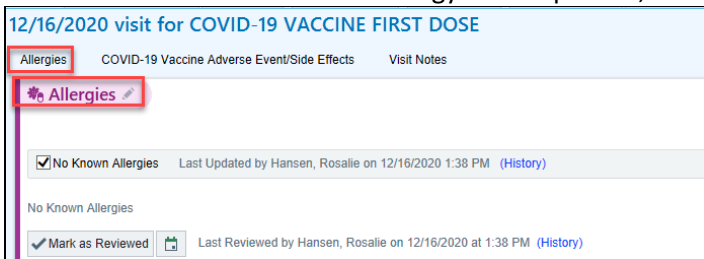 12/16/2020 visit for COVID-19 VACCINE FIRST DOSE
Allergies COVID-19 Vaccine Adverse Event/Side Effects Visit Notes
Allergies
No Known Allergies Last Updated by Hansen, Rosalie on 12/16/2020 1:38 PM (History)
No Known Allergies
Mark as Reviewed Last Reviewed by Hansen, Rosalie on 12/16/2020 at 1:38 PM (History)